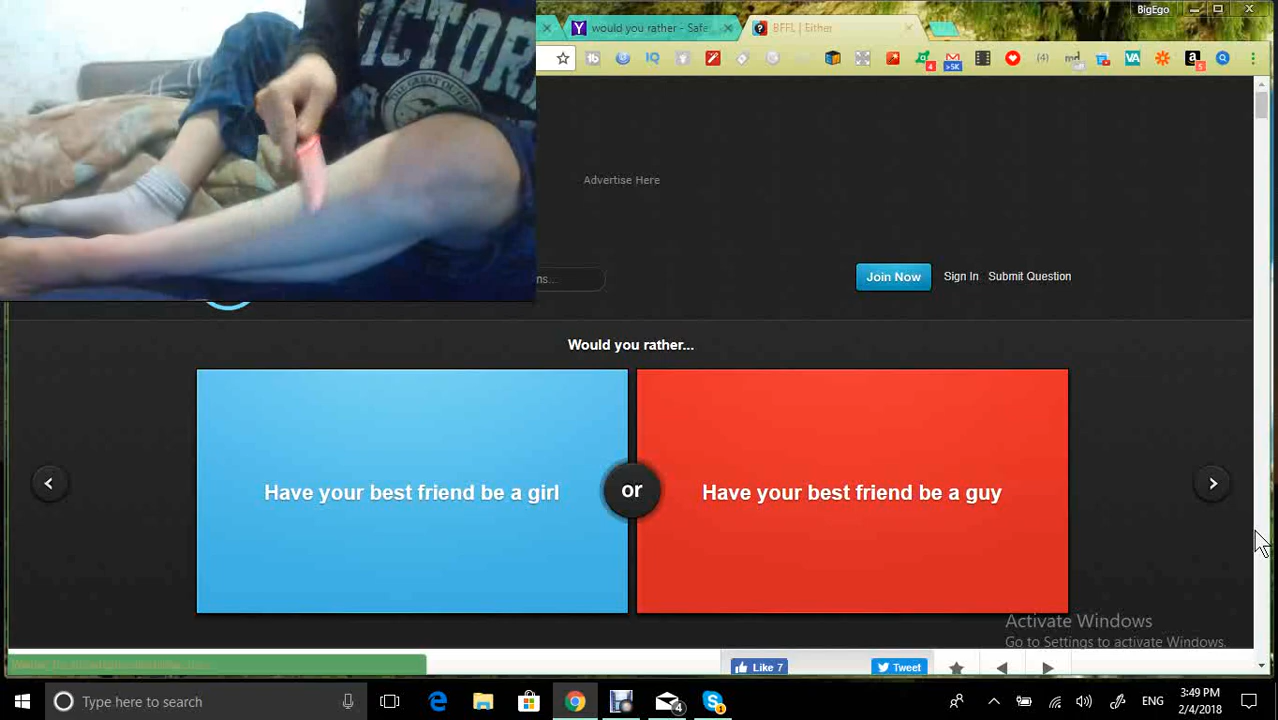 BigEgo
would you rather - Safe
BFFL | Either
VICTOR
Advertise Here
ns...
Join Now
Sign In
Submit Question
Would you rather...
Have your best friend be a girl
or
Have your best friend be a guy
Activate Windows
Go to Settings to activate Windows.
Like 7
Tweet
Type here to search
ENG
3:49 PM
2/4/2018